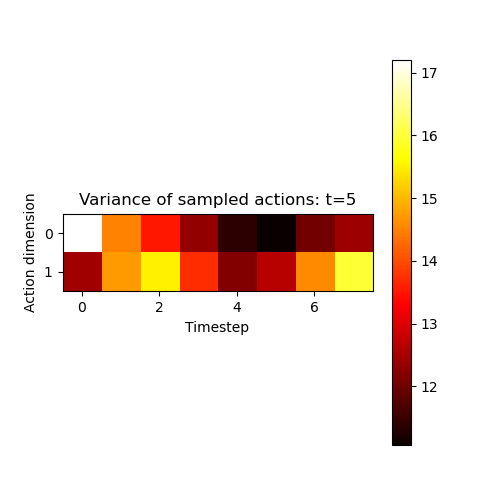 Variance of sampled actions: t=5
Action dimension
0
1
0 2 4 6
Timestep
17
16
15
14
13
12